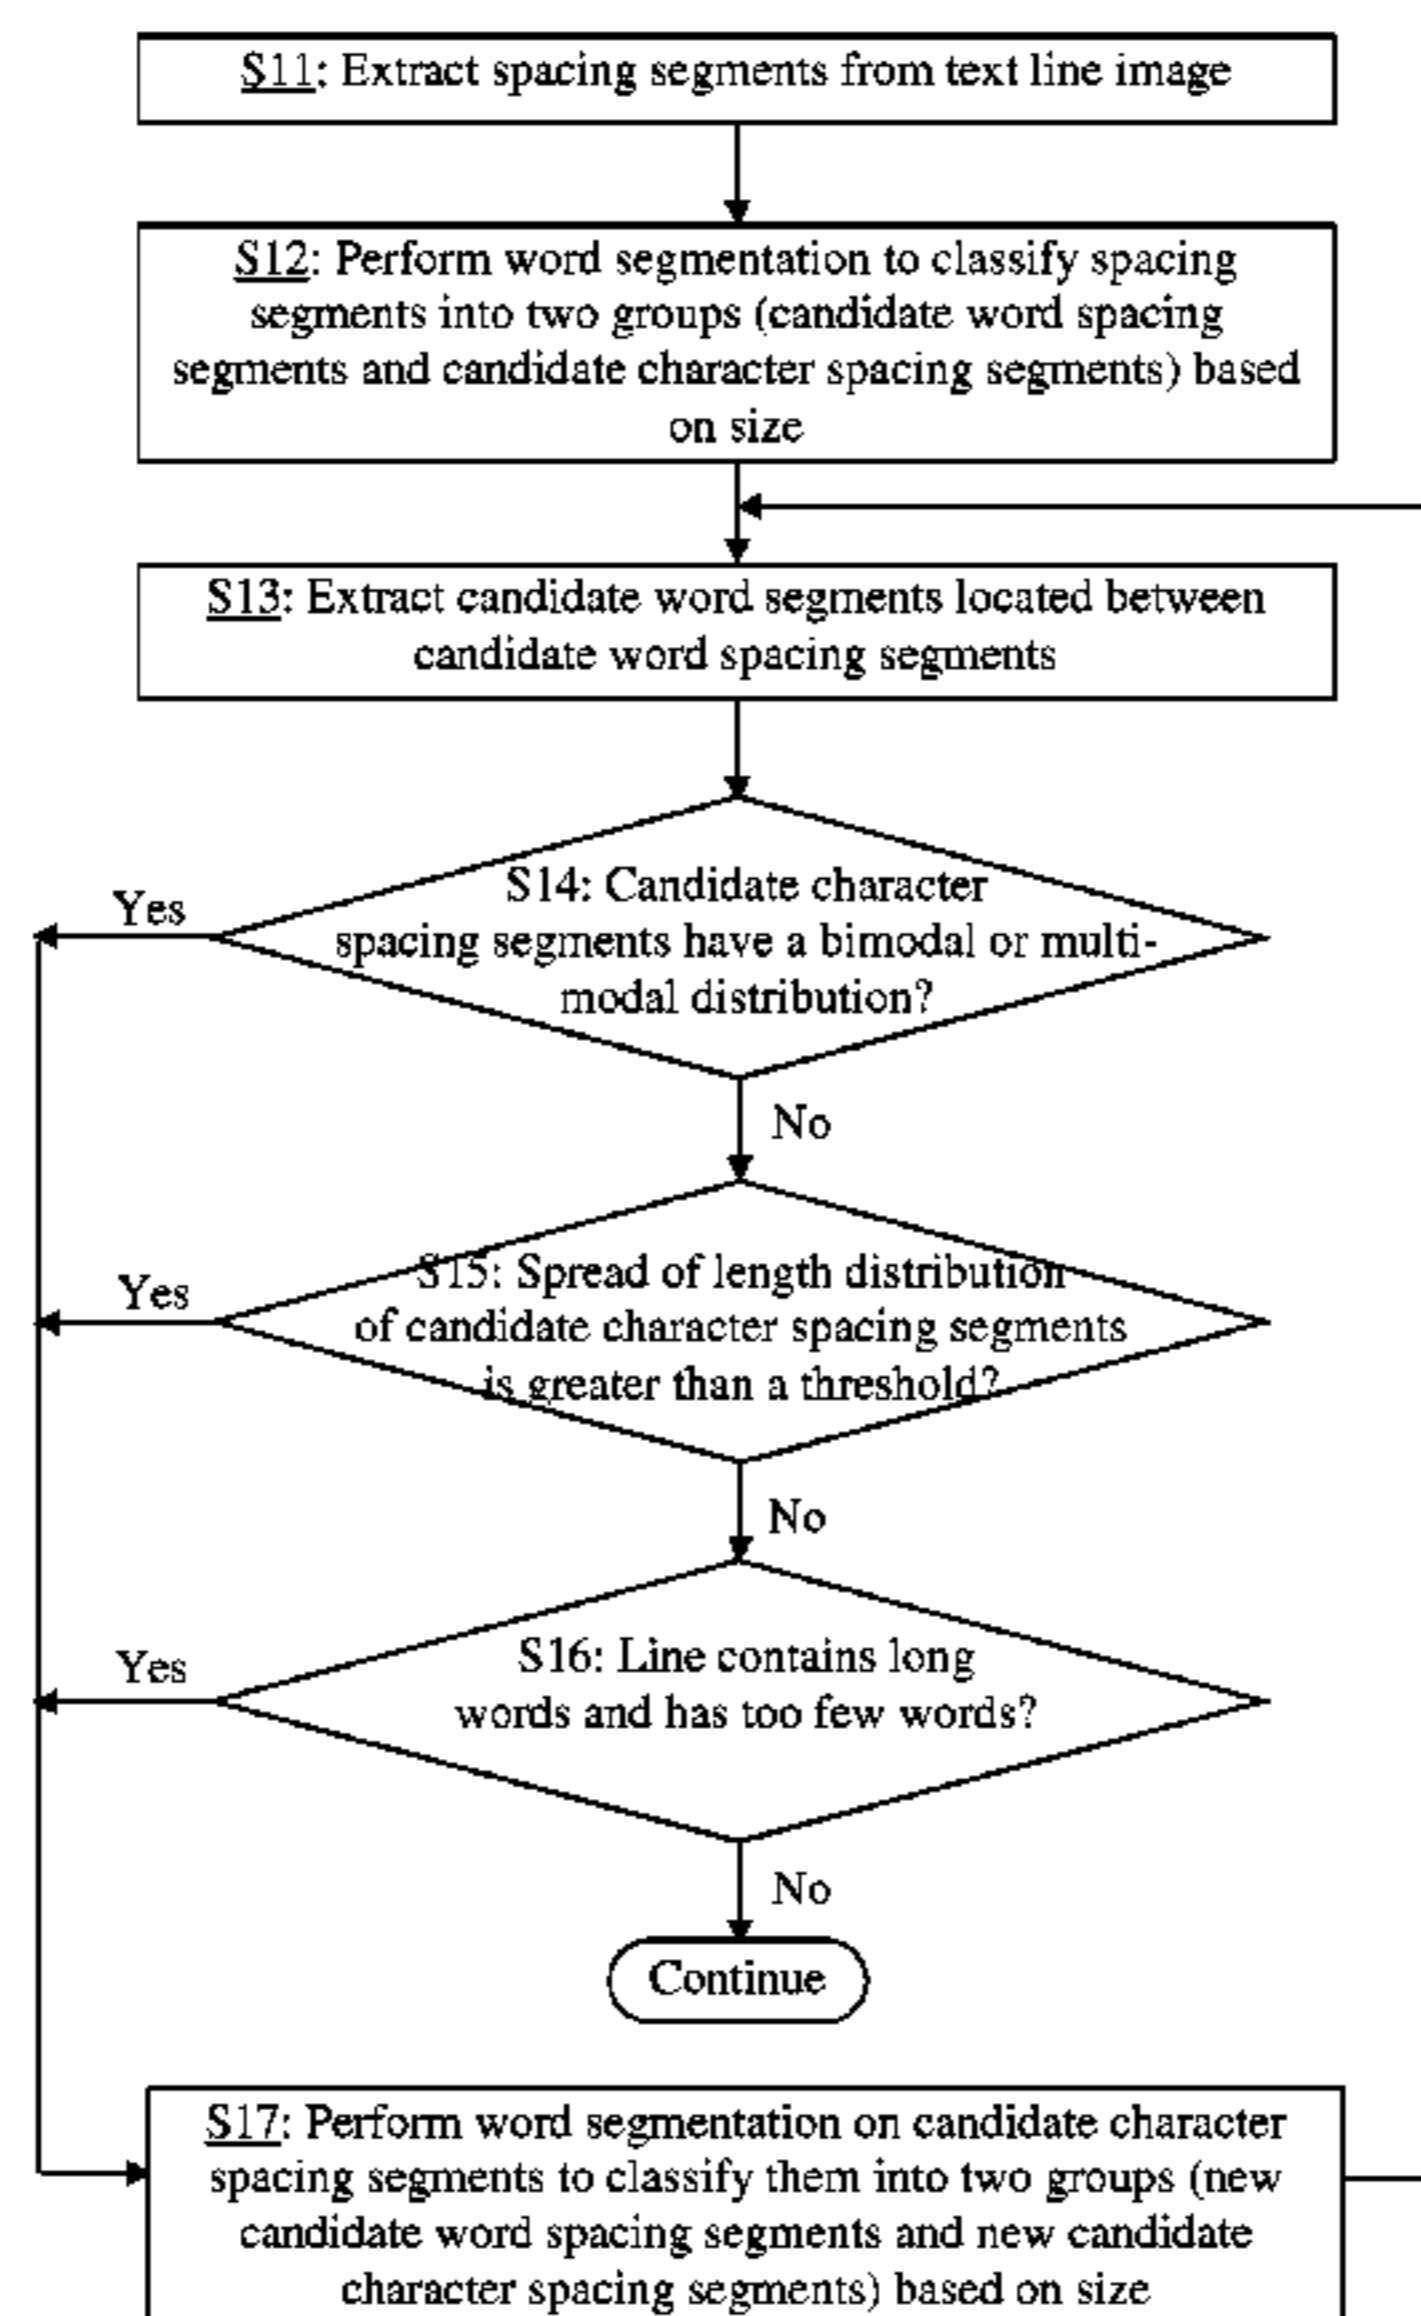 S11: Extract spacing segments from text line image
S12: Perform word segmentation to classify spacing
segments into two groups (candidate word spacing
segments and candidate character spacing segments) based
on size
S13: Extract candidate word segments located between
candidate word spacing segments
S14: Candidate character
spacing segments have a bimodal or multi-
modal distribution?
Yes
No
S15: Spread of length distribution
of candidate character spacing segments
is greater than a threshold?
Yes
No
S16: Line contains long
words and has too few words?
Yes
No
Continue
S17: Perform word segmentation on candidate character
spacing segments to classify them into two groups (new
candidate word spacing segments and new candidate
character spacing segments) based on size